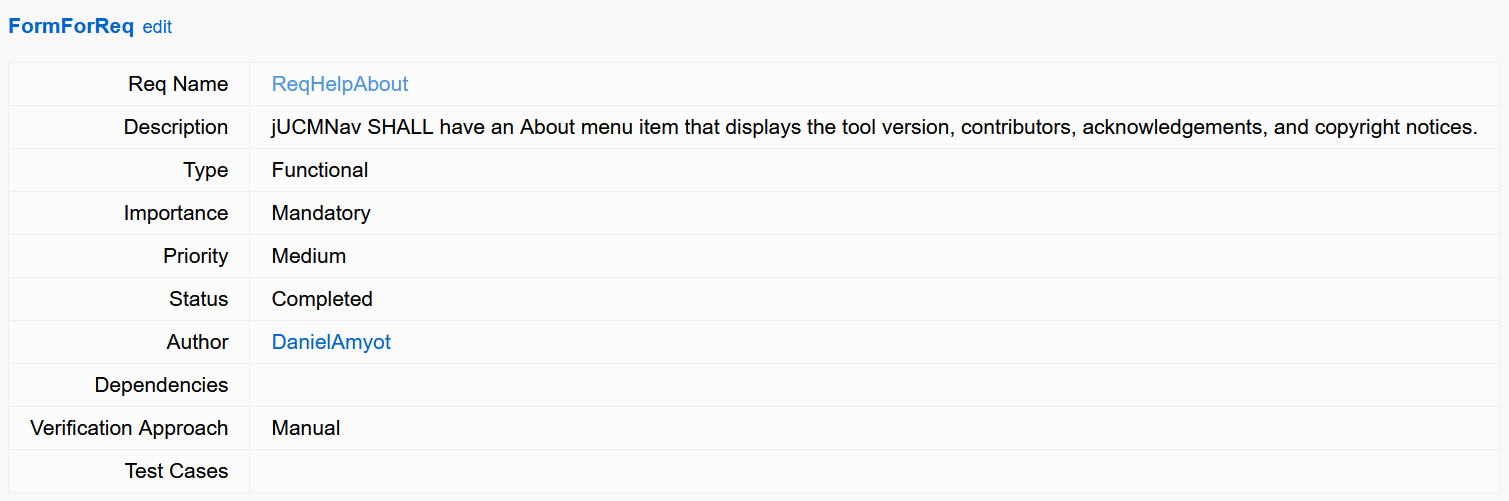 FormForReq edit
Req Name ReqHelpAbout
Description jUCMNav SHALL have an About menu item that displays the tool version, contributors, acknowledgements, and copyright notices.
Type Functional
Importance Mandatory
Priority Medium
Status Completed
Author DanielAmyot
Dependencies
Verification Approach Manual
Test Cases